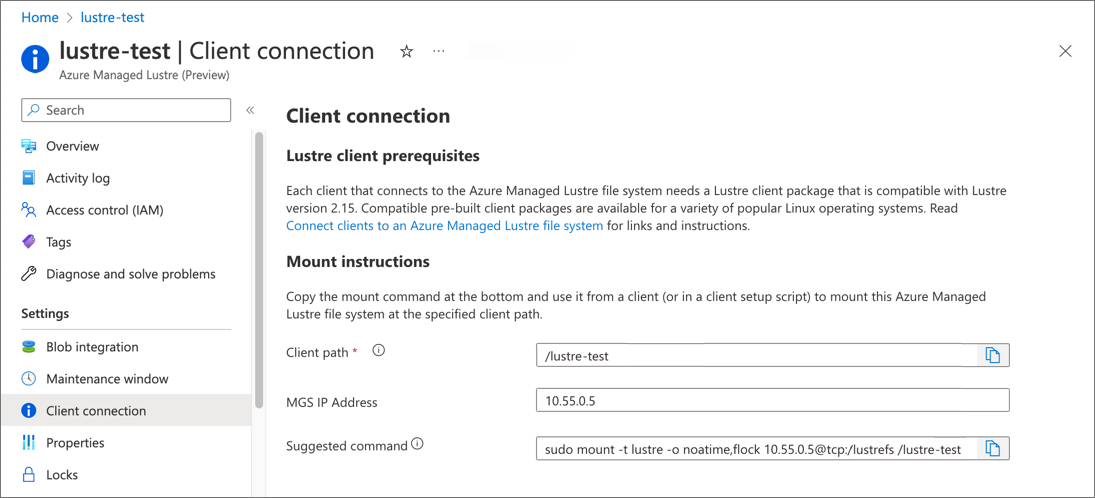 Home > lustre-test
lustre-test | Client connection
Azure Managed Lustre (Preview)
Search
Overview
Activity log
Access control (IAM)
Tags
Diagnose and solve problems
Settings
Blob integration
Maintenance window
Client connection
Properties
Locks
Client connection
Lustre client prerequisites
Each client that connects to the Azure Managed Lustre file system needs a Lustre client package that is compatible with Lustre
version 2.15. Compatible pre-built client packages are available for a variety of popular Linux operating systems. Read
Connect clients to an Azure Managed Lustre file system for links and instructions.
Mount instructions
Copy the mount command at the bottom and use it from a client (or in a client setup script) to mount this Azure Managed
Lustre file system at the specified client path.
Client path *
/lustre-test
MGS IP Address
10.55.0.5
Suggested command
sudo mount -t lustre -o noatime,flock 10.55.0.5@tcp:/lustrefs /lustre-test